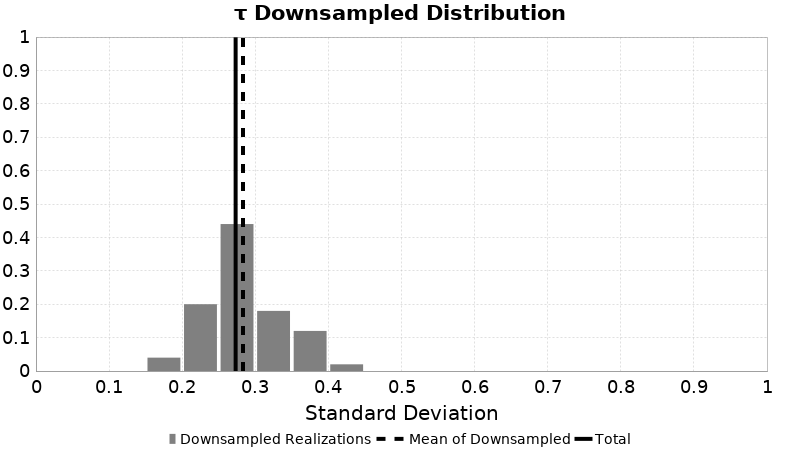 τ Downsampled Distribution
1
0.9
0.8
0.7
0.6
0.5
0.4
0.3
0.2
0.1
0
0 0.1 0.2 0.3 0.4 0.5 0.6 0.7 0.8 0.9 1
Standard Deviation
Downsampled Realizations Mean of Downsampled Total